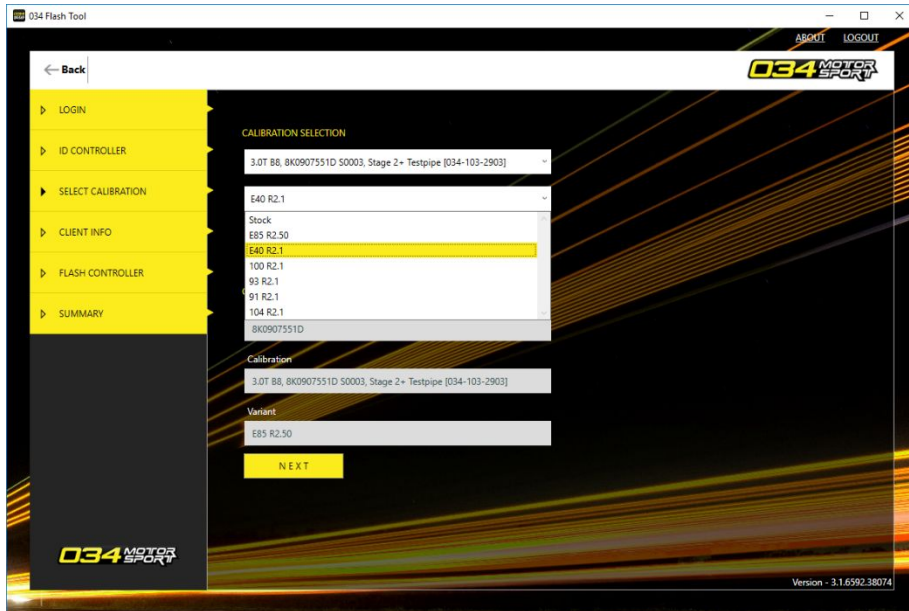 034 Flash Tool
ABOUT LOGOUT
Back
034 MOTOR SPORT
LOGIN
ID CONTROLLER
SELECT CALIBRATION
CLIENT INFO
FLASH CONTROLLER
SUMMARY
CALIBRATION SELECTION
3.0T B8, 8K0907551D S0003, Stage 2+ Testpipe [034-103-2903]
E40 R2.1
Stock
E85 R2.50
E40 R2.1
100 R2.1
93 R2.1
91 R2.1
104 R2.1
8K0907551D
Calibration
3.0T B8, 8K0907551D S0003, Stage 2+ Testpipe [034-103-2903]
Variant
E85 R2.50
NEXT
034 MOTOR SPORT
Version - 3.1.6592.38074